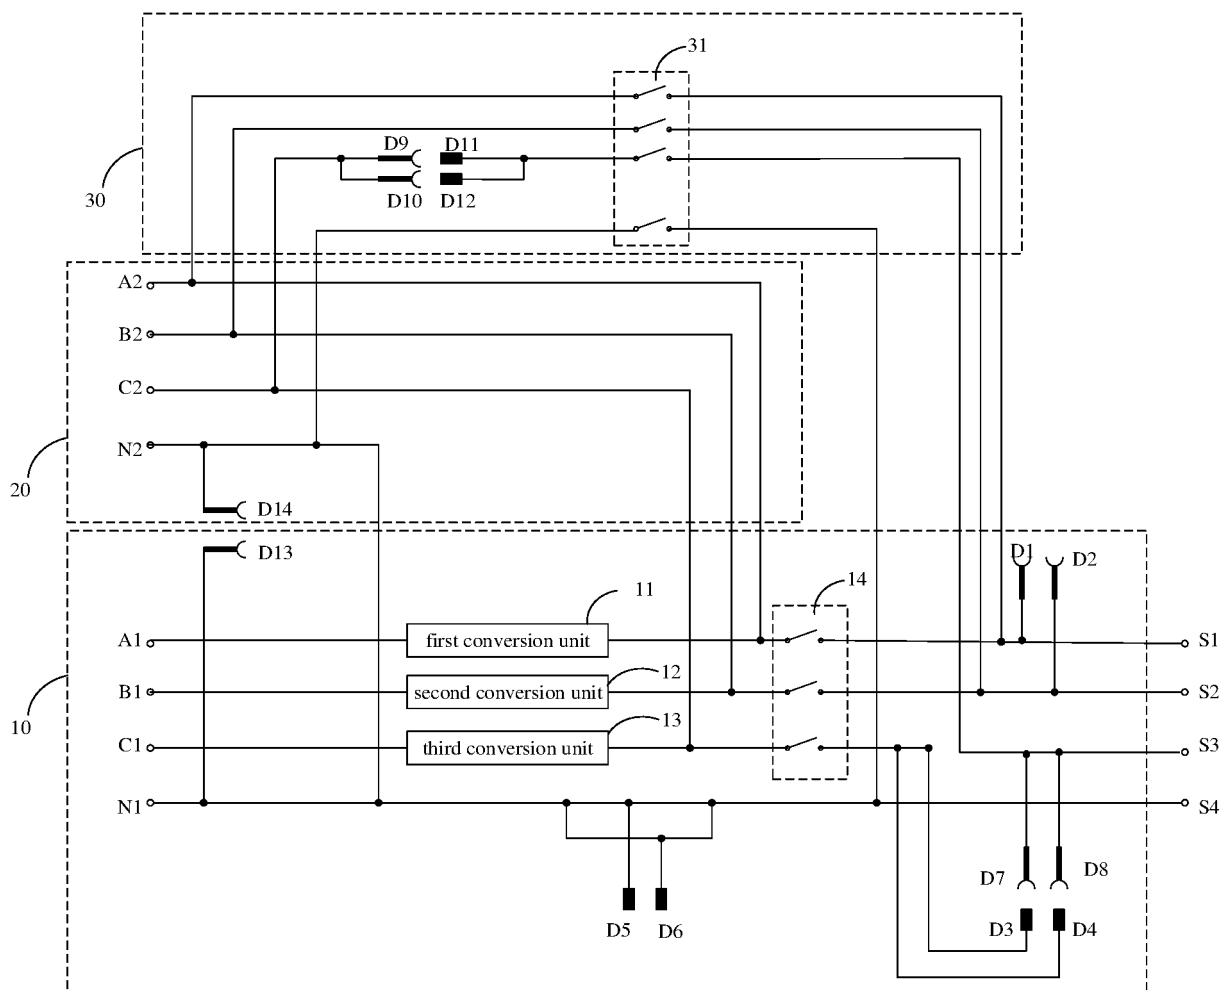 31
D9
D11
D10
D12
30
A2
B2
C2
N2
20
D14
D13
D1
D2
14
11
A1
first conversion unit
S1
12
B1
second conversion unit
S2
10
13
C1
third conversion unit
S3
N1
S4
D7
D8
D5
D6
D3
D4